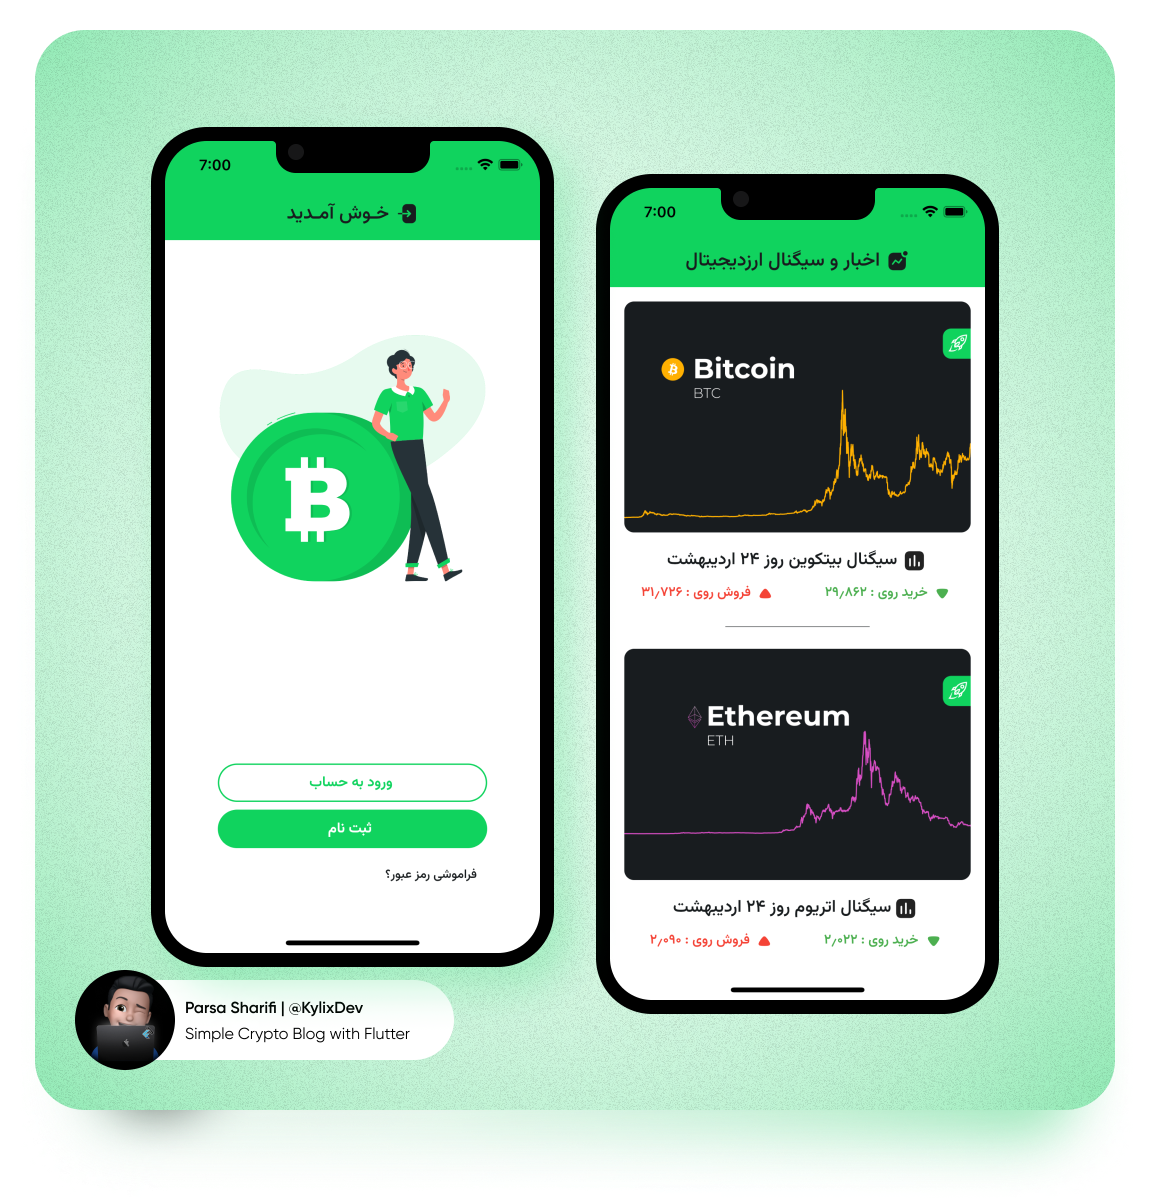 7:00
خـوش آمـدید
ورود به حساب
ثبت نام
فراموشی رمز عبور؟
7:00
اخبار و سیگنال ارزدیجیتال
Bitcoin
BTC
سیگنال بیتکوین روز ۲۴ اردیبهشت
خرید روی : ۲۹٫۸۶۲
فروش روی : ۳۱٫۷۲۶
Ethereum
ETH
سیگنال اتریوم روز ۲۴ اردیبهشت
خرید روی : ۲٫۰۲۲
فروش روی : ۲٫۰۹۰
Parsa Sharifi | @KylixDev
Simple Crypto Blog with Flutter